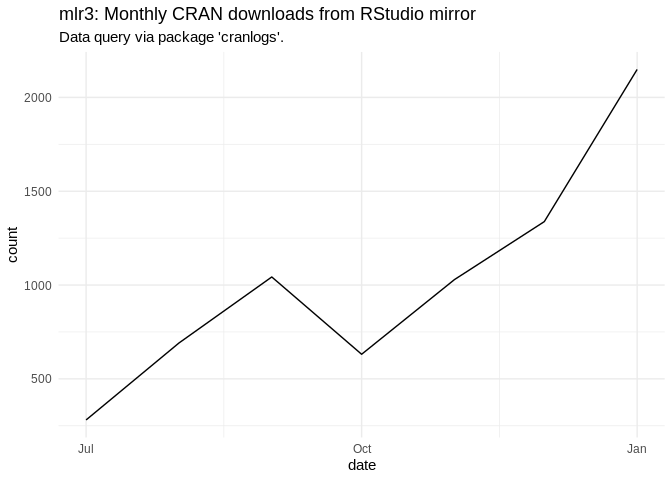 mlr3: Monthly CRAN downloads from RStudio mirror
Data query via package 'cranlogs'.
2000
1500
1000
500
count
Jul
Oct
Jan
date